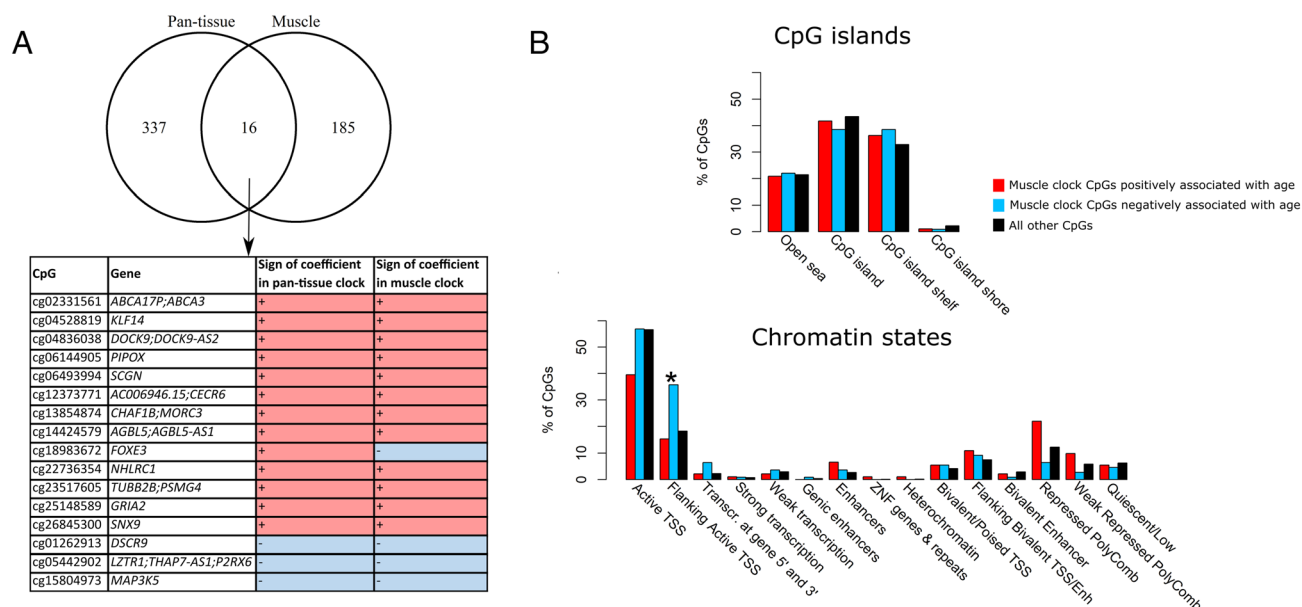 A
Pan-tissue
Muscle
337
16
185
CpG
Gene
Sign of coefficient in pan-tissue clock
Sign of coefficient in muscle clock
cg02331561 ABCA17P;ABCA3 + +
cg04528819 KLF14 + +
cg04836038 DOCK9;DOCK9-AS2 + +
cg06144905 PIPOX + +
cg06493994 SCGN + +
cg12373771 AC006946.15;CECR6 + +
cg13854874 CHAF1B;MORC3 + +
cg14424579 AGBL5;AGBL5-AS1 + +
cg18983672 FOXE3 + -
cg22736354 NHLRC1 + +
cg23517605 TUBB2B;PSMG4 + +
cg25148589 GRIA2 + +
cg26845300 SNX9 + +
cg01262913 DSCR9 - -
cg05442902 LZTR1;THAP7-AS1;P2RX6 - -
cg15804973 MAP3K5 - -
B
CpG islands
% of CpGs
50
30
10
0
Open sea
CpG island
CpG island shelf
CpG island shore
Muscle clock CpGs positively associated with age
Muscle clock CpGs negatively associated with age
All other CpGs
Chromatin states
% of CpGs
50
30
10
0
*
Active TSS
Flanking Active TSS
Transcr. at gene 5' and 3'
Strong transcription
Weak transcription
Genic enhancers
Enhancers
ZNF genes & repeats
Heterochromatin
Bivalent/Poised TSS
Flanking Bivalent TSS/Enh
Bivalent Enhancer
Repressed PolyComb
Weak Repressed PolyComb
Quiescent/Low